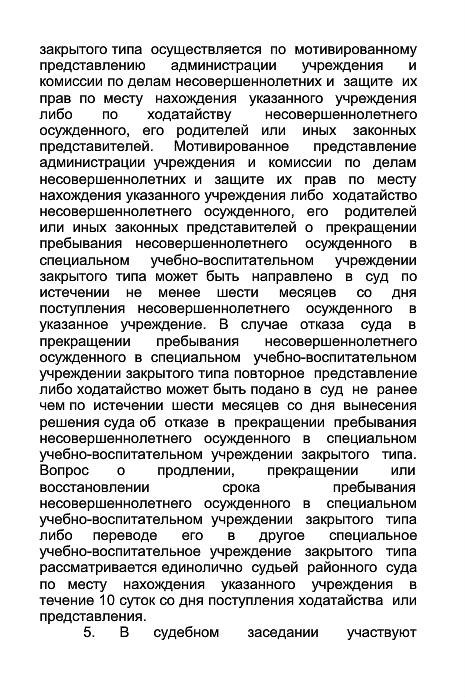 закрытого типа осуществляется по мотивированному
представлению администрации учреждения и
комиссии по делам несовершеннолетних и защите их
прав по месту нахождения указанного учреждения
либо по ходатайству несовершеннолетнего
осужденного, его родителей или иных законных
представителей. Мотивированное представление
администрации учреждения и комиссии по делам
несовершеннолетних и защите их прав по месту
нахождения указанного учреждения либо ходатайство
несовершеннолетнего осужденного, его родителей
или иных законных представителей о прекращении
пребывания несовершеннолетнего осужденного в
специальном учебно-воспитательном учреждении
закрытого типа может быть направлено в суд по
истечении не менее шести месяцев со дня
поступления несовершеннолетнего осужденного в
указанное учреждение. В случае отказа суда в
прекращении пребывания несовершеннолетнего
осужденного в специальном учебно-воспитательном
учреждении закрытого типа повторное представление
либо ходатайство может быть подано в суд не ранее
чем по истечении шести месяцев со дня вынесения
решения суда об отказе в прекращении пребывания
несовершеннолетнего осужденного в специальном
учебно-воспитательном учреждении закрытого типа.
Вопрос о продлении, прекращении или
восстановлении срока пребывания
несовершеннолетнего осужденного в специальном
учебно-воспитательном учреждении закрытого типа
либо переводе его в другое специальное
учебно-воспитательное учреждение закрытого типа
рассматривается единолично судьей районного суда
по месту нахождения указанного учреждения в
течение 10 суток со дня поступления ходатайства или
представления.
5. В судебном заседании участвуют